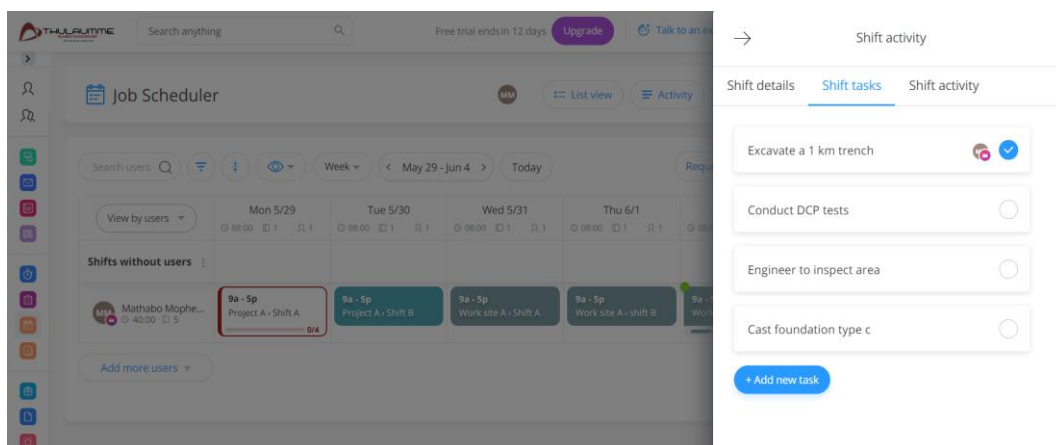 THULAUMME
Search anything
Free trial ends in 12 days
Upgrade
Talk to an
Job Scheduler
MM
List view
Activity
Search users
Week
May 29 - Jun 4
Today
View by users
Mon 5/29
Tue 5/30
Wed 5/31
Thu 6/1
08:00 1 1
08:00 1 1
08:00 1 1
08:00 1 1
Shifts without users
MM
Mathabo Mophe...
40:00 5
9a - 5p
Project A › Shift A
0/4
9a - 5p
Project A › Shift B
9a - 5p
Work site A › Shift A
9a - 5p
Work site A › shift B
Add more users
Shift activity
Shift details
Shift tasks
Shift activity
Excavate a 1 km trench
Conduct DCP tests
Engineer to inspect area
Cast foundation type c
+ Add new task